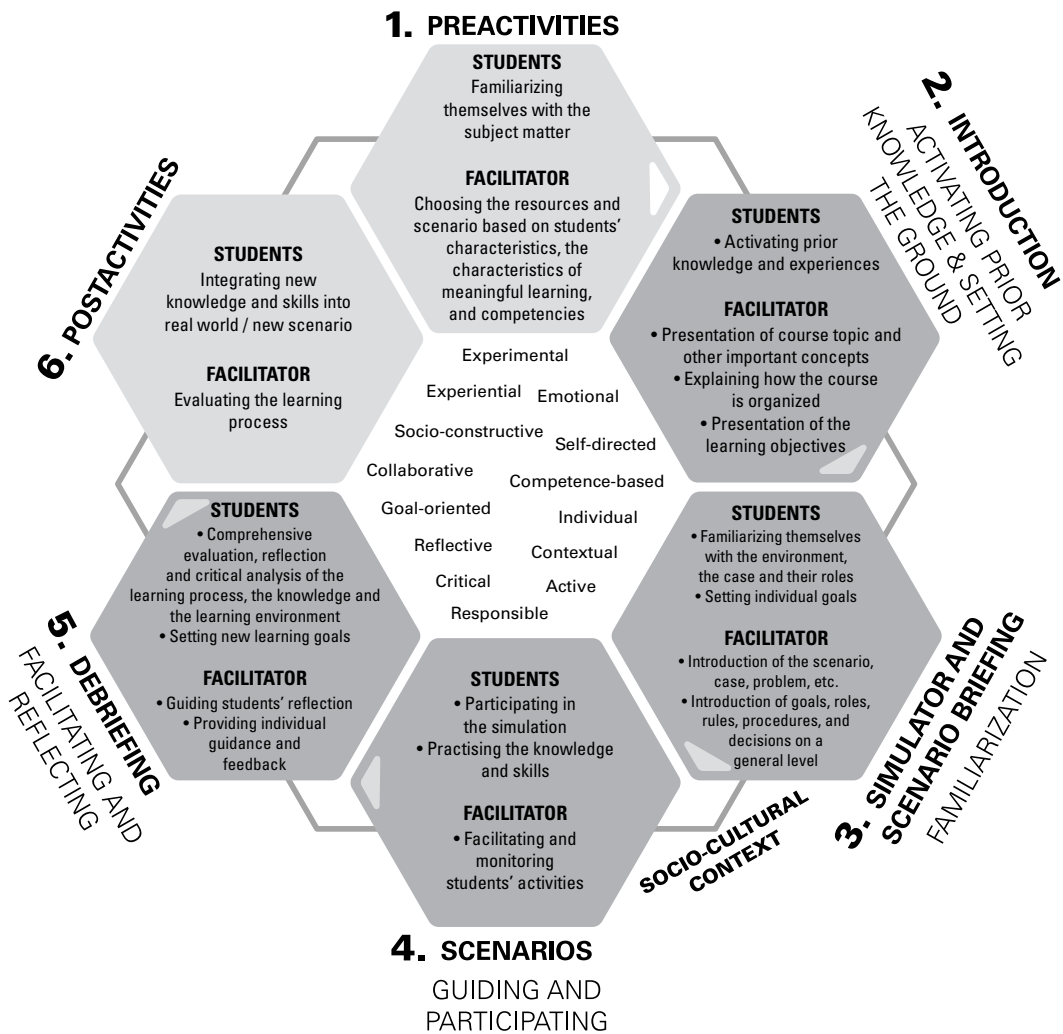 1. PREACTIVITIES
STUDENTS
Familiarizing
themselves with the
subject matter
FACILITATOR
Choosing the resources and
scenario based on students'
characteristics, the
characteristics of
meaningful learning,
and competencies
2. INTRODUCTION
ACTIVATING PRIOR
KNOWLEDGE & SETTING
THE GROUND
STUDENTS
• Activating prior
knowledge and experiences
FACILITATOR
• Presentation of course topic and
other important concepts
• Explaining how the course
is organized
• Presentation of the
learning objectives
3. SIMULATOR AND
SCENARIO BRIEFING
FAMILIARIZATION
STUDENTS
• Familiarizing themselves
with the environment,
the case and their roles
• Setting individual goals
FACILITATOR
• Introduction of the scenario,
case, problem, etc.
• Introduction of goals, roles,
rules, procedures, and
decisions on a
general level
SOCIO-CULTURAL
CONTEXT
4. SCENARIOS
GUIDING AND
PARTICIPATING
STUDENTS
• Participating in
the simulation
• Practising the knowledge
and skills
FACILITATOR
• Facilitating and
monitoring
students' activities
5. DEBRIEFING
FACILITATING AND
REFLECTING
STUDENTS
• Comprehensive
evaluation, reflection
and critical analysis of the
learning process, the knowledge and
the learning environment
• Setting new learning goals
FACILITATOR
• Guiding students' reflection
• Providing individual
guidance and
feedback
6. POSTACTIVITIES
STUDENTS
Integrating new
knowledge and skills into
real world / new scenario
FACILITATOR
Evaluating the learning
process
Experimental
Experiential
Emotional
Socio-constructive
Self-directed
Collaborative
Competence-based
Goal-oriented
Individual
Reflective
Contextual
Critical
Active
Responsible